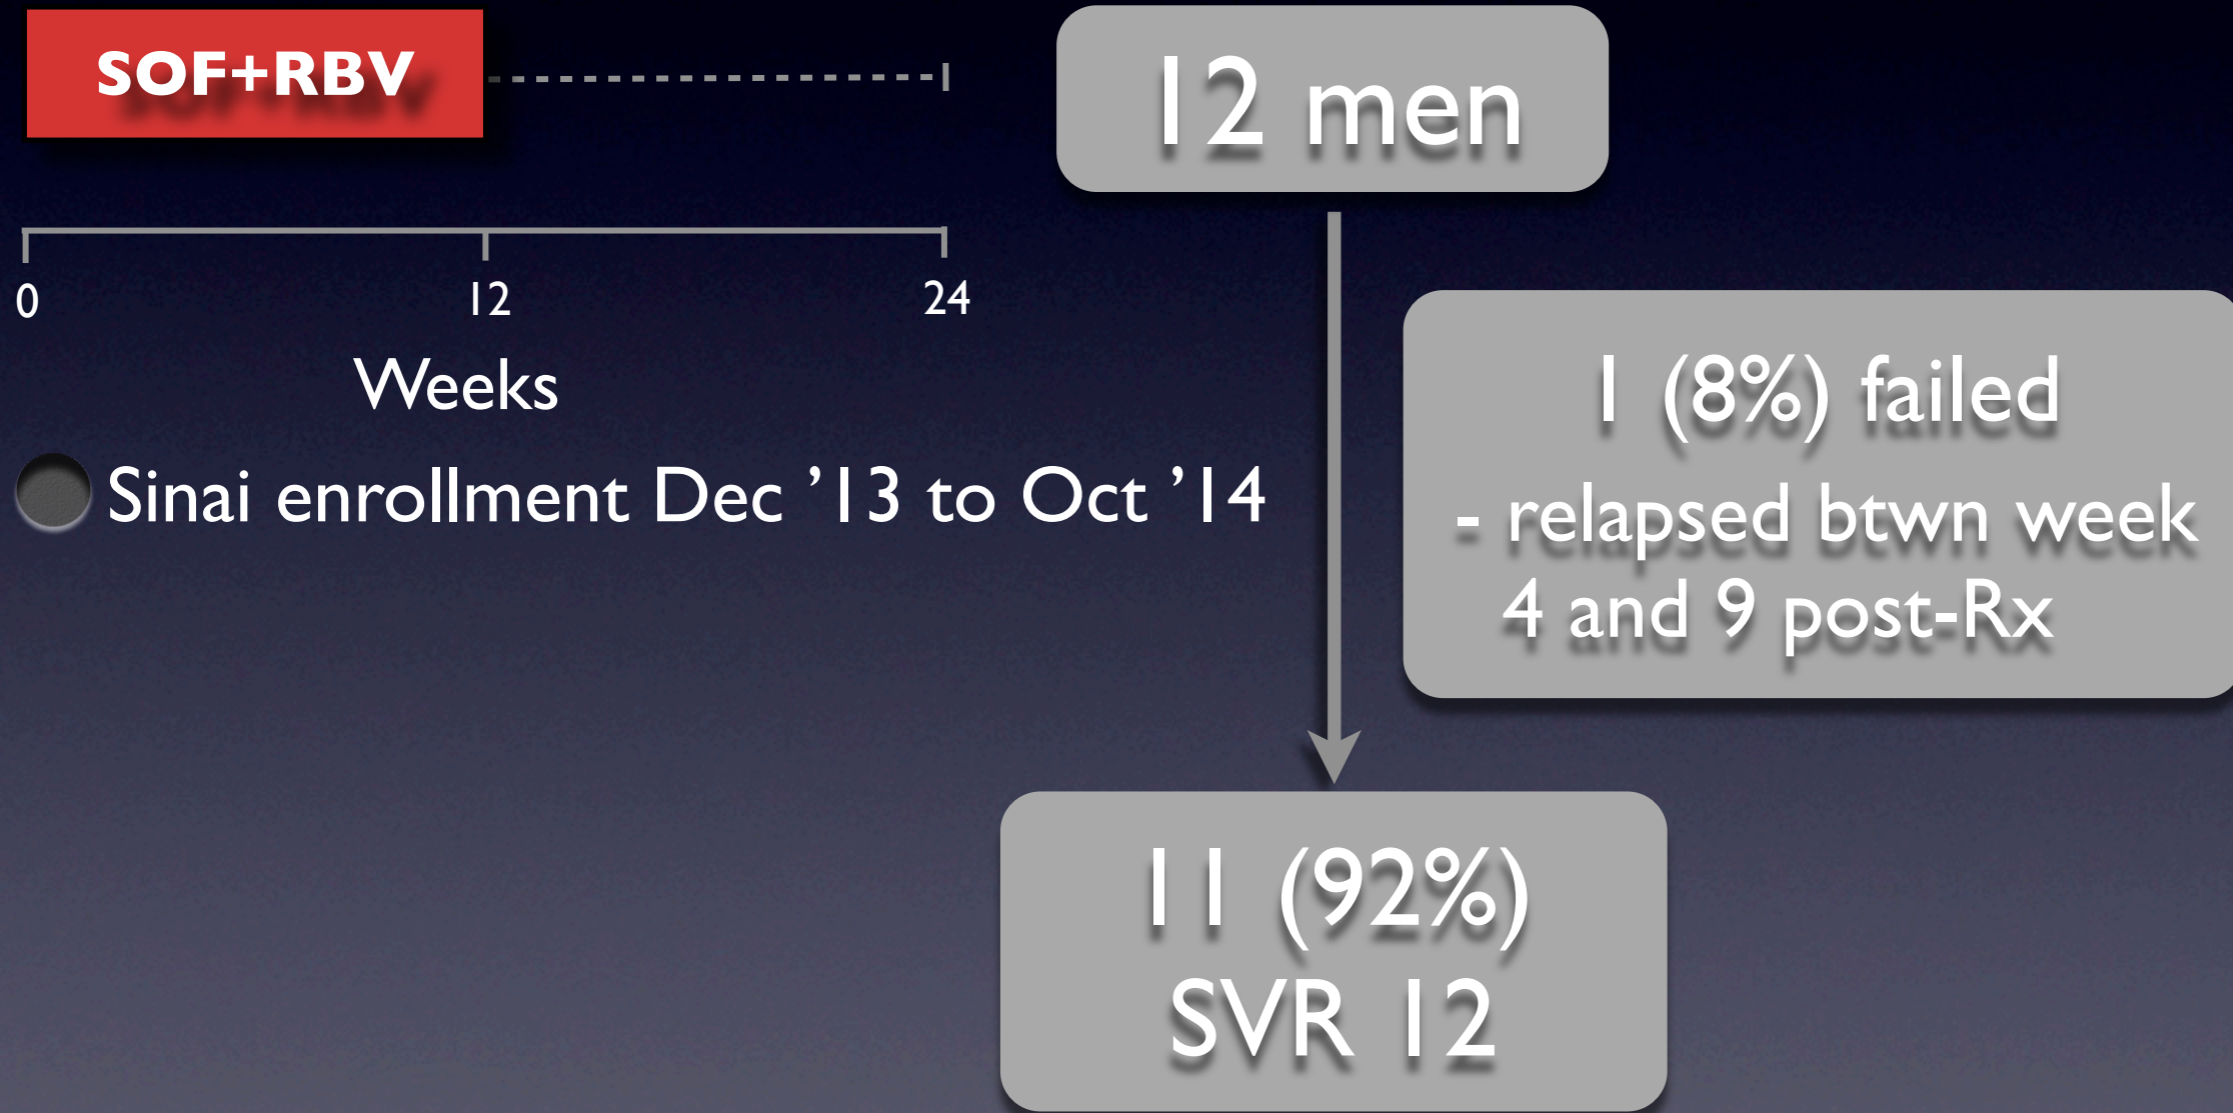 SOF+RBV
0 12 24
Weeks
Sinai enrollment Dec ’13 to Oct ’14
12 men
1 (8%) failed
- relapsed btwn week
4 and 9 post-Rx
11 (92%)
SVR 12